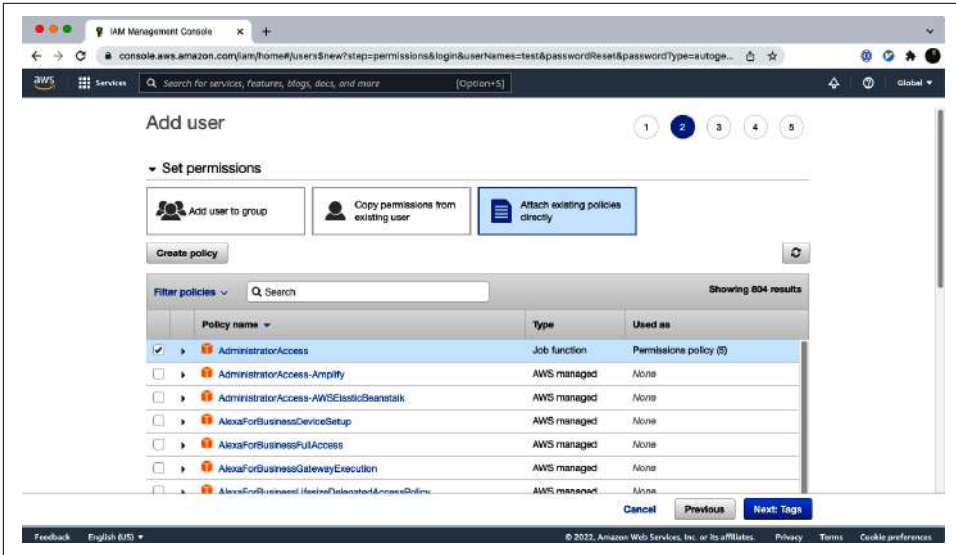 IAM Management Console
console.aws.amazon.com/iam/home#/users$new?step=permissions&login&userNames=test&passwordReset&passwordType=autoge...
aws Services Search for services, features, blogs, docs, and more [Option+S] Global
Add user 1 2 3 4 5
Set permissions
Add user to group
Copy permissions from
existing user
Attach existing policies
directly
Create policy
Filter policies Search Showing 804 results
Policy name Type Used as
AdministratorAccess Job function Permissions policy (5)
AdministratorAccess-Amplify AWS managed None
AdministratorAccess-AWSElasticBeanstalk AWS managed None
AlexaForBusinessDeviceSetup AWS managed None
AlexaForBusinessFullAccess AWS managed None
AlexaForBusinessGatewayExecution AWS managed None
AlexaForBusinessLifesizeDelegatedAccessPolicy AWS managed None
Cancel Previous Next: Tags
Feedback English (US) © 2022, Amazon Web Services, Inc. or its affiliates. Privacy Terms Cookie preferences